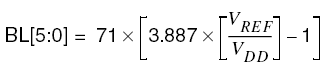 BL[5:0] = 71 × [3.887 × [V_REF / V_DD] − 1]